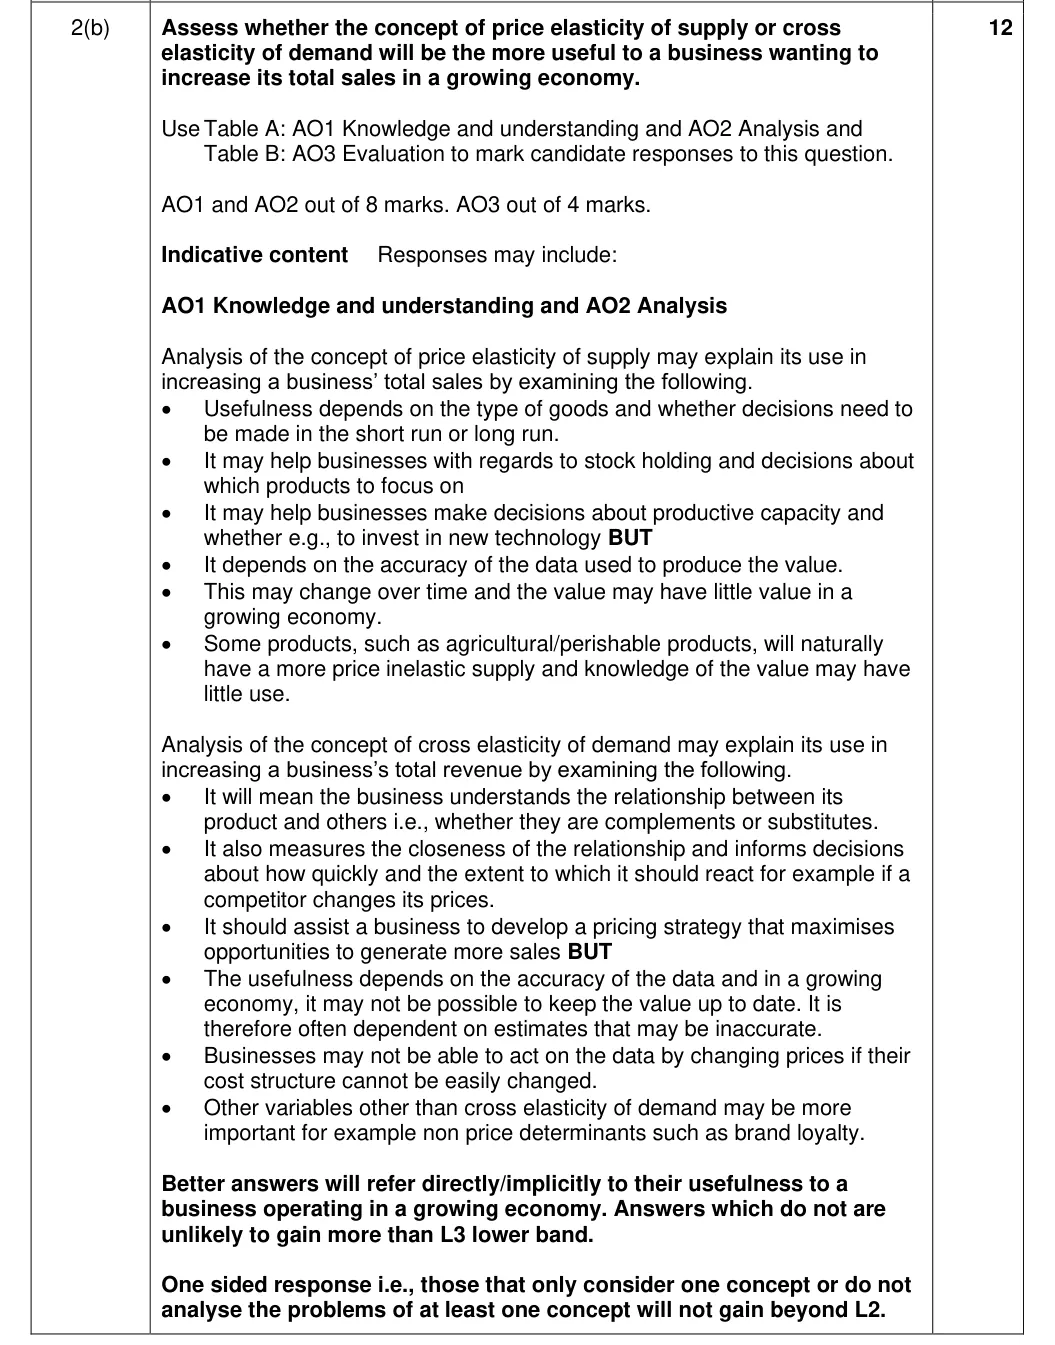 2(b)
Assess whether the concept of price elasticity of supply or cross
elasticity of demand will be the more useful to a business wanting to
increase its total sales in a growing economy.
12
Use Table A: AO1 Knowledge and understanding and AO2 Analysis and
Table B: AO3 Evaluation to mark candidate responses to this question.
AO1 and AO2 out of 8 marks. AO3 out of 4 marks.
Indicative content Responses may include:
AO1 Knowledge and understanding and AO2 Analysis
Analysis of the concept of price elasticity of supply may explain its use in
increasing a business’ total sales by examining the following.
• Usefulness depends on the type of goods and whether decisions need to
be made in the short run or long run.
• It may help businesses with regards to stock holding and decisions about
which products to focus on
• It may help businesses make decisions about productive capacity and
whether e.g., to invest in new technology BUT
• It depends on the accuracy of the data used to produce the value.
• This may change over time and the value may have little value in a
growing economy.
• Some products, such as agricultural/perishable products, will naturally
have a more price inelastic supply and knowledge of the value may have
little use.
Analysis of the concept of cross elasticity of demand may explain its use in
increasing a business’s total revenue by examining the following.
• It will mean the business understands the relationship between its
product and others i.e., whether they are complements or substitutes.
• It also measures the closeness of the relationship and informs decisions
about how quickly and the extent to which it should react for example if a
competitor changes its prices.
• It should assist a business to develop a pricing strategy that maximises
opportunities to generate more sales BUT
• The usefulness depends on the accuracy of the data and in a growing
economy, it may not be possible to keep the value up to date. It is
therefore often dependent on estimates that may be inaccurate.
• Businesses may not be able to act on the data by changing prices if their
cost structure cannot be easily changed.
• Other variables other than cross elasticity of demand may be more
important for example non price determinants such as brand loyalty.
Better answers will refer directly/implicitly to their usefulness to a
business operating in a growing economy. Answers which do not are
unlikely to gain more than L3 lower band.
One sided response i.e., those that only consider one concept or do not
analyse the problems of at least one concept will not gain beyond L2.